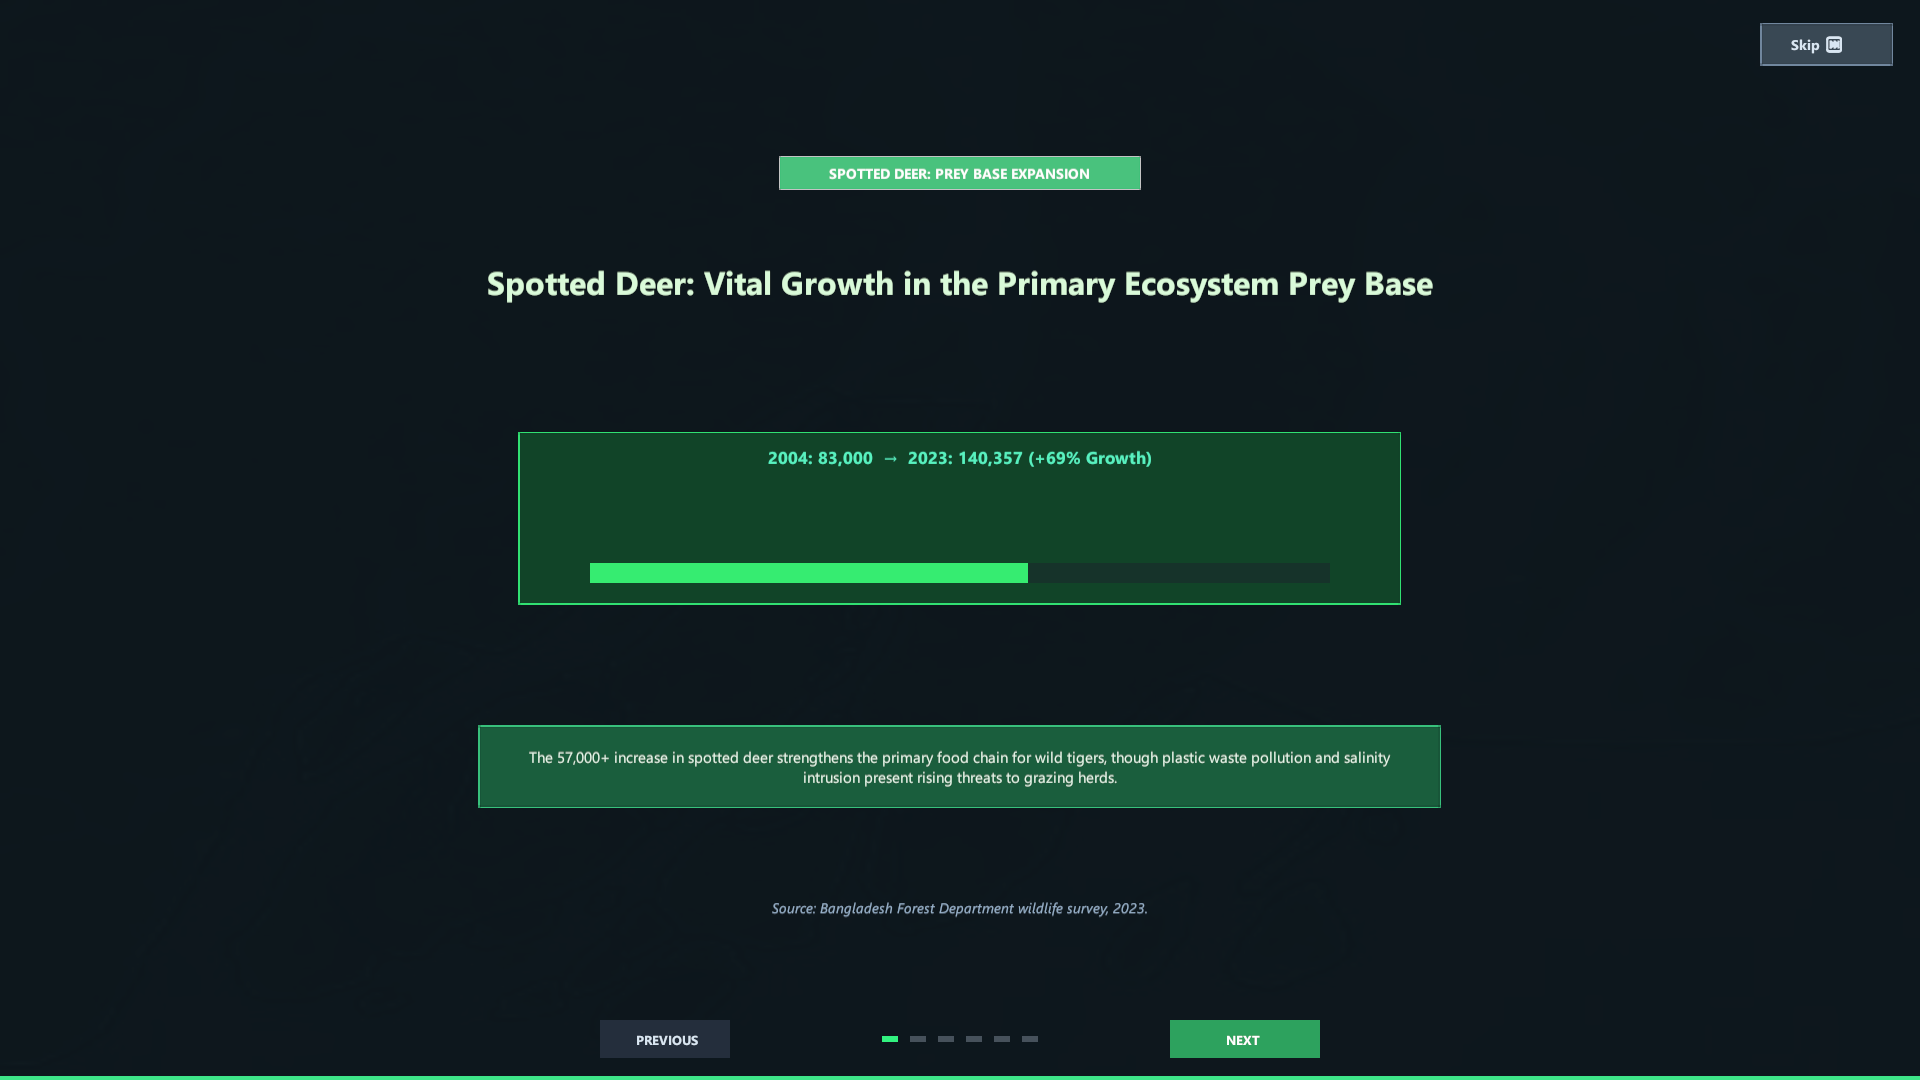 Skip
SPOTTED DEER: PREY BASE EXPANSION
Spotted Deer: Vital Growth in the Primary Ecosystem Prey Base
2004: 83,000 → 2023: 140,357 (+69% Growth)
The 57,000+ increase in spotted deer strengthens the primary food chain for wild tigers, though plastic waste pollution and salinity
intrusion present rising threats to grazing herds.
Source: Bangladesh Forest Department wildlife survey, 2023.
PREVIOUS
NEXT